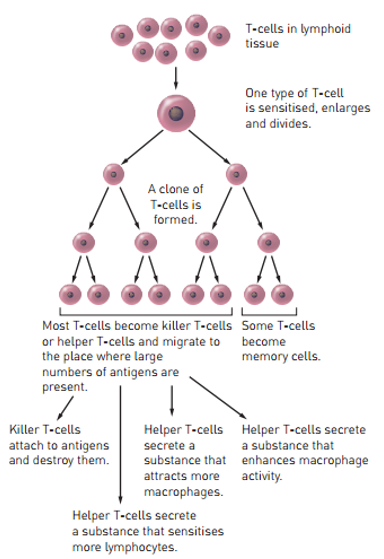 T-cells in lymphoid
tissue
One type of T-cell
is sensitised, enlarges
and divides.
A clone of
T-cells is
formed.
Most T-cells become killer T-cells
or helper T-cells and migrate to
the place where large
numbers of antigens are
present.
Some T-cells
become
memory cells.
Killer T-cells
attach to antigens
and destroy them.
Helper T-cells
secrete a
substance that
attracts more
macrophages.
Helper T-cells secrete
a substance that
enhances macrophage
activity.
Helper T-cells secrete
a substance that sensitises
more lymphocytes.